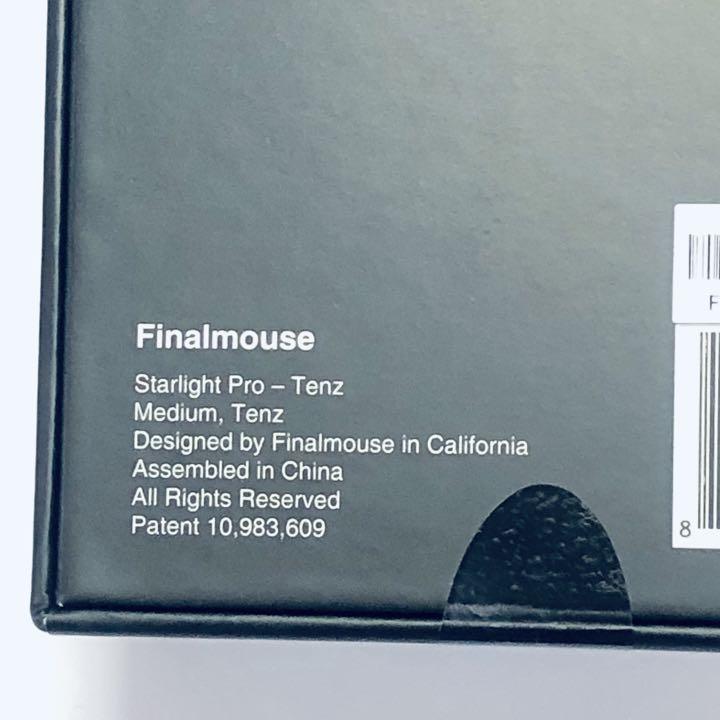 Finalmouse
Starlight Pro – Tenz
Medium, Tenz
Designed by Finalmouse in California
Assembled in China
All Rights Reserved
Patent 10,983,609
F
8